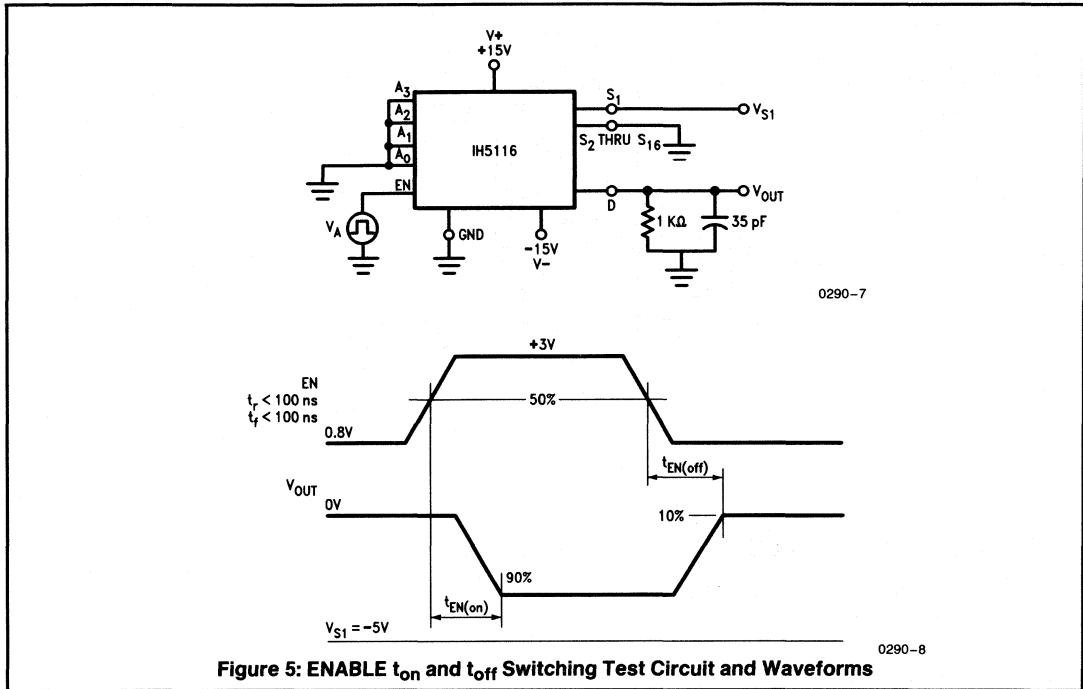 V+
+15V
A3
A2
A1
A0
EN
IH5116
S1
VS1
S2 THRU S16
D
VOUT
1 KΩ
35 pF
VA
GND
-15V
V-
0290-7
EN
tr < 100 ns
tf < 100 ns
0.8V
+3V
50%
tEN(off)
VOUT
0V
10%
90%
tEN(on)
VS1 = -5V
0290-8
Figure 5: ENABLE ton and toff Switching Test Circuit and Waveforms